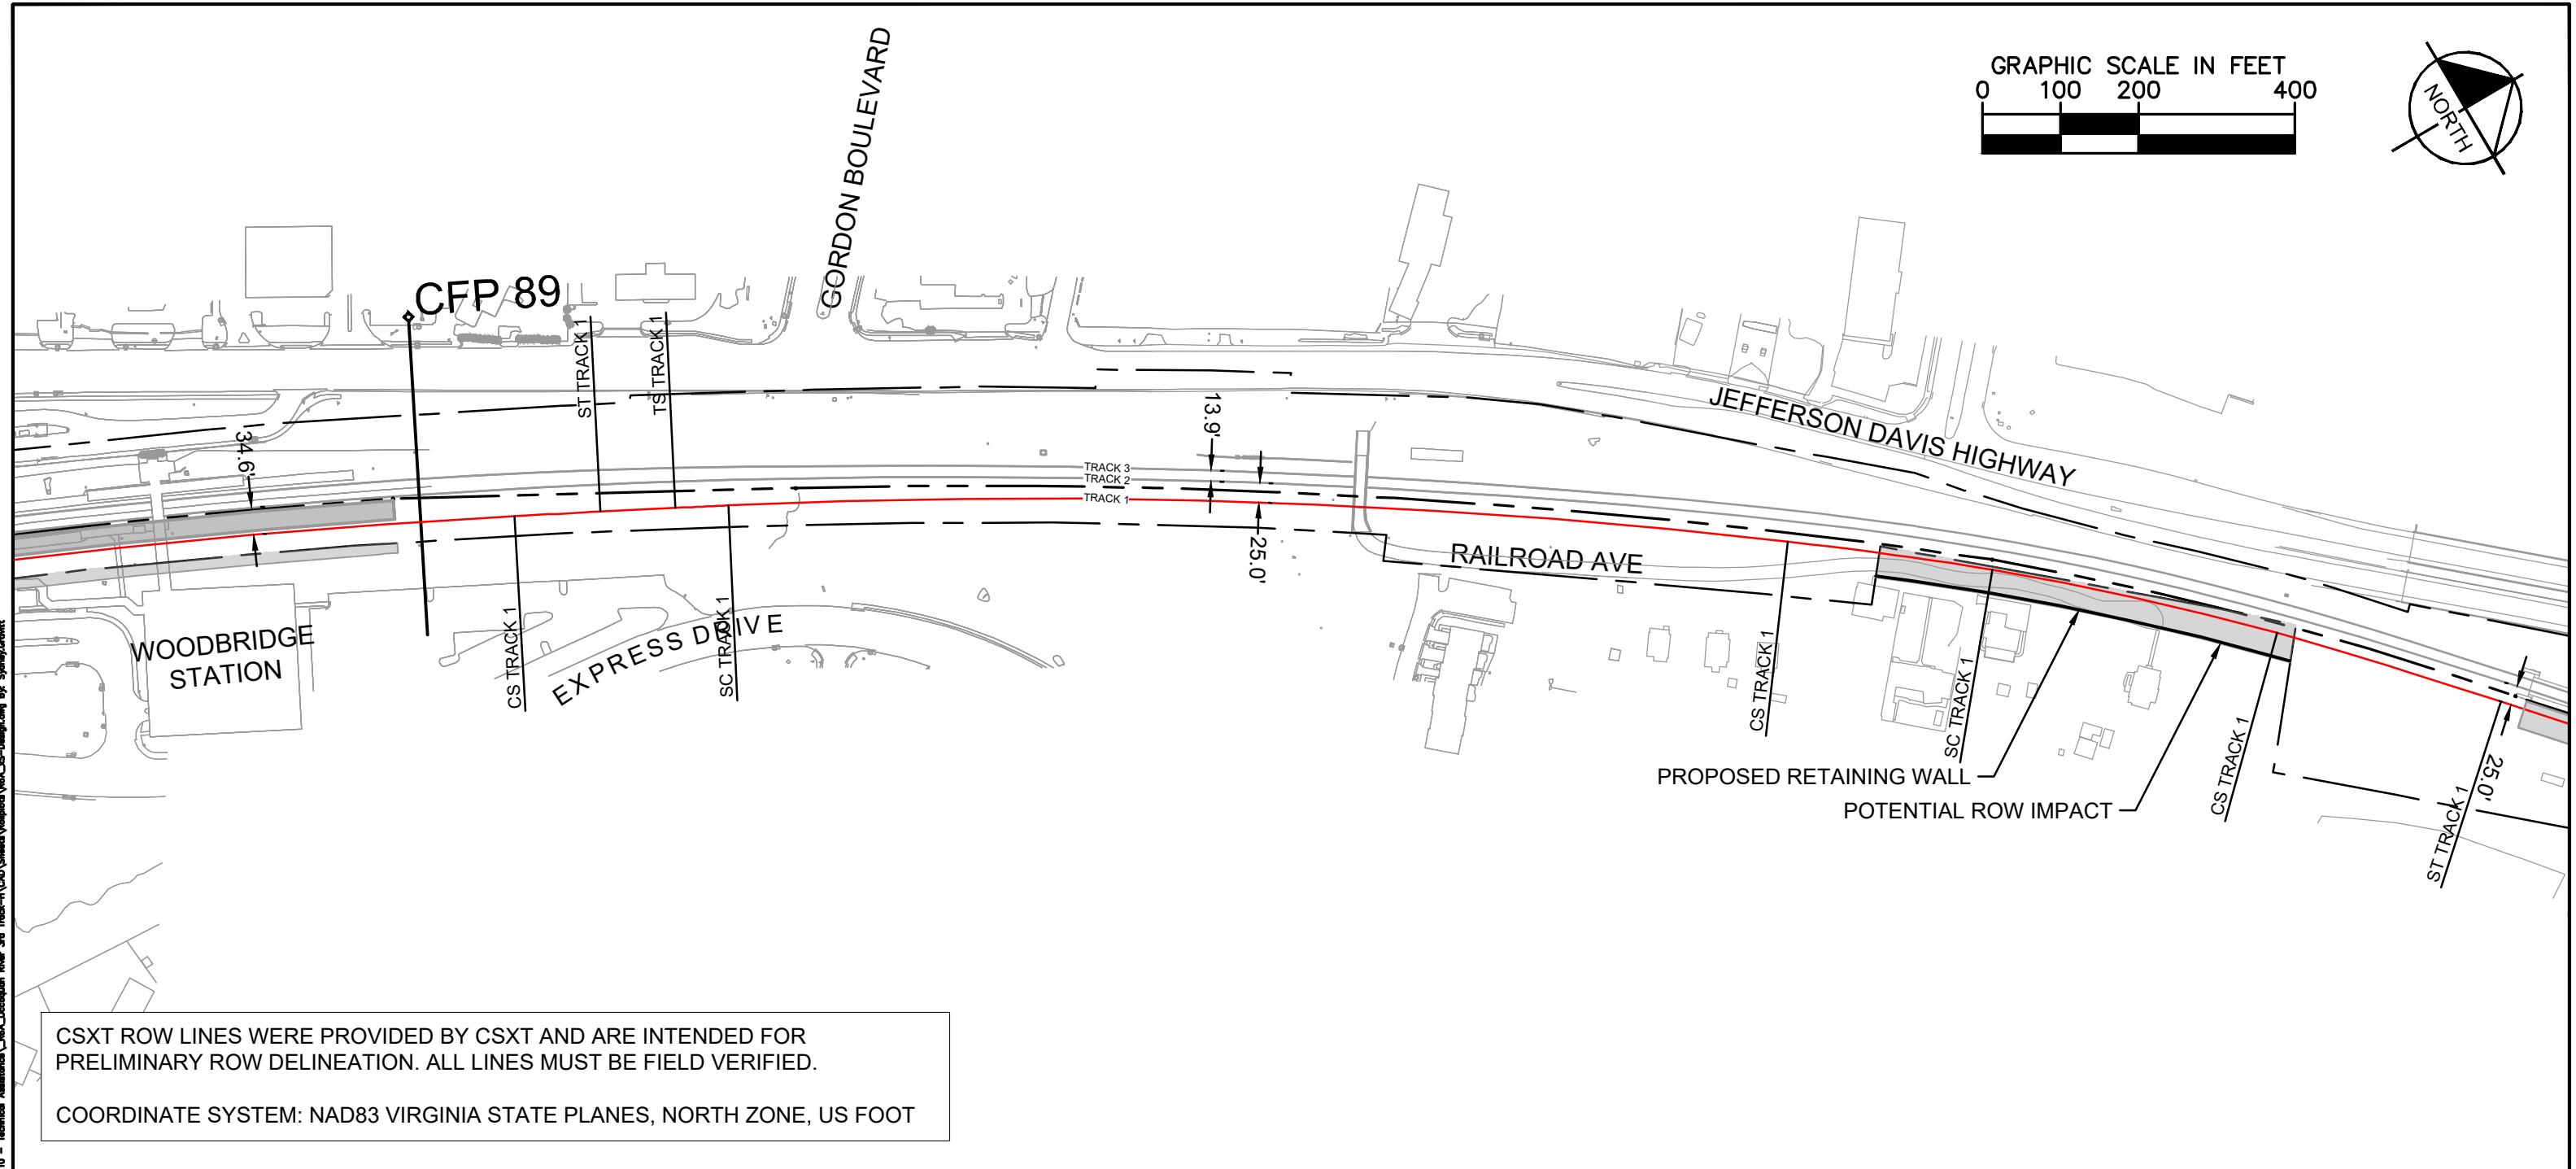 GRAPHIC SCALE IN FEET
0 100 200 400
NORTH
GORDON BOULEVARD
CFP 89
ST TRACK 1
TS TRACK 1
34.6'
13.9'
25.0'
TRACK 3
TRACK 2
TRACK 1
JEFFERSON DAVIS HIGHWAY
RAILROAD AVE
WOODBRIDGE
STATION
CS TRACK 1
EXPRESS DRIVE
SC TRACK 1
CS TRACK 1
SC TRACK 1
CS TRACK 1
ST TRACK 1
25.0'
PROPOSED RETAINING WALL
POTENTIAL ROW IMPACT
CSXT ROW LINES WERE PROVIDED BY CSXT AND ARE INTENDED FOR
PRELIMINARY ROW DELINEATION. ALL LINES MUST BE FIELD VERIFIED.
COORDINATE SYSTEM: NAD83 VIRGINIA STATE PLANES, NORTH ZONE, US FOOT